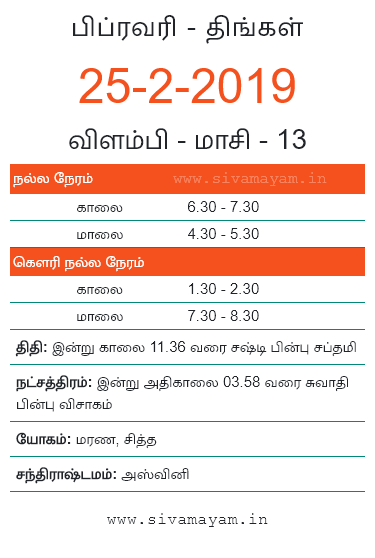 பிப்ரவரி - திங்கள்
25-2-2019
விளம்பி - மாசி - 13
நல்ல நேரம் www.sivamayam.in
காலை 6.30 - 7.30
மாலை 4.30 - 5.30
கௌரி நல்ல நேரம்
காலை 1.30 - 2.30
மாலை 7.30 - 8.30
திதி: இன்று காலை 11.36 வரை சஷ்டி பின்பு சப்தமி
நட்சத்திரம்: இன்று அதிகாலை 03.58 வரை சுவாதி
பின்பு விசாகம்
யோகம்: மரண, சித்த
சந்திராஷ்டமம்: அஸ்வினி
www.sivamayam.in